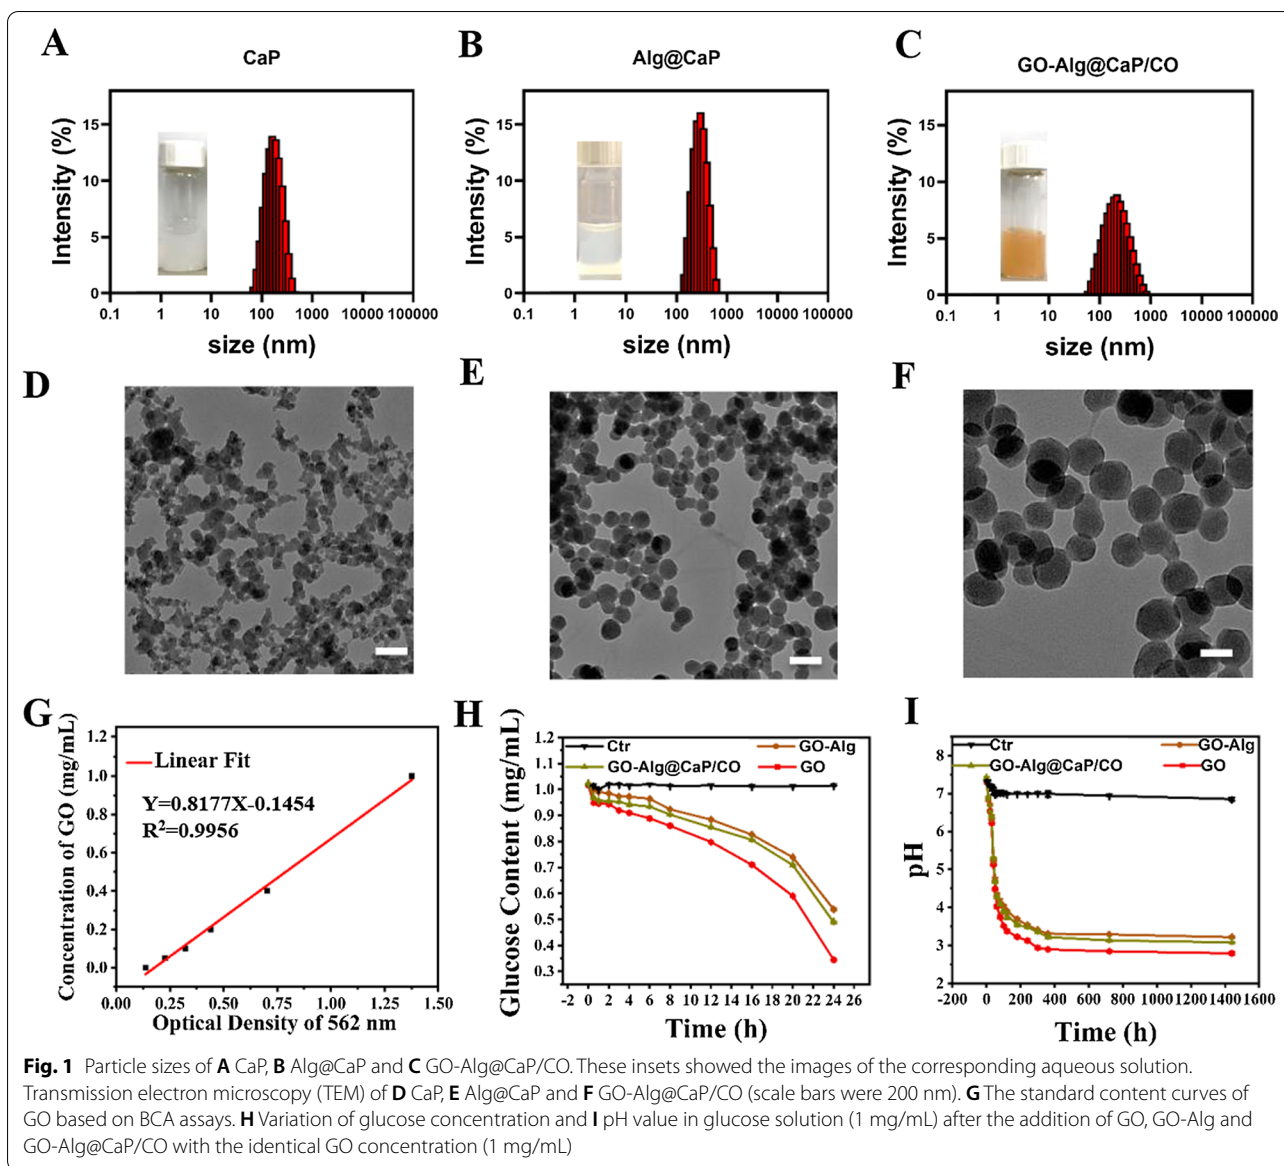 A
CaP
Intensity (%)
15
10
5
0
0.1 1 10 100 1000 10000 100000
size (nm)
B
Alg@CaP
Intensity (%)
15
10
5
0
0.1 1 10 100 1000 10000 100000
size (nm)
C
GO-Alg@CaP/CO
Intensity (%)
15
10
5
0
0.1 1 10 100 1000 10000 100000
size (nm)
D
E
F
G
Concentration of GO (mg/mL)
1.2
1.0
0.8
0.6
0.4
0.2
0.0
Linear Fit
Y=0.8177X-0.1454
R²=0.9956
0.00 0.25 0.50 0.75 1.00 1.25 1.50
Optical Density of 562 nm
H
Glucose Content (mg/mL)
1.2
1.1
1.0
0.9
0.8
0.7
0.6
0.5
0.4
0.3
Ctr GO-Alg
GO-Alg@CaP/CO GO
-2 0 2 4 6 8 10 12 14 16 18 20 22 24 26
Time (h)
I
pH
8
7
6
5
4
3
2
Ctr GO-Alg
GO-Alg@CaP/CO GO
-200 0 200 400 600 800 1000 1200 1400 1600
Time (h)
Fig. 1 Particle sizes of A CaP, B Alg@CaP and C GO-Alg@CaP/CO. These insets showed the images of the corresponding aqueous solution.
Transmission electron microscopy (TEM) of D CaP, E Alg@CaP and F GO-Alg@CaP/CO (scale bars were 200 nm). G The standard content curves of
GO based on BCA assays. H Variation of glucose concentration and I pH value in glucose solution (1 mg/mL) after the addition of GO, GO-Alg and
GO-Alg@CaP/CO with the identical GO concentration (1 mg/mL)